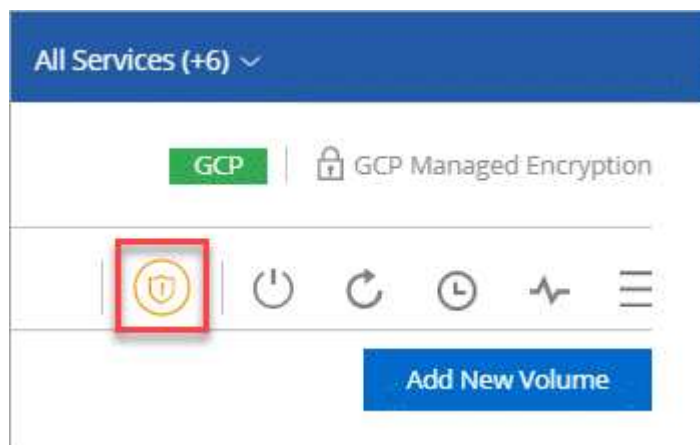 All Services (+6)
GCP
GCP Managed Encryption
Add New Volume